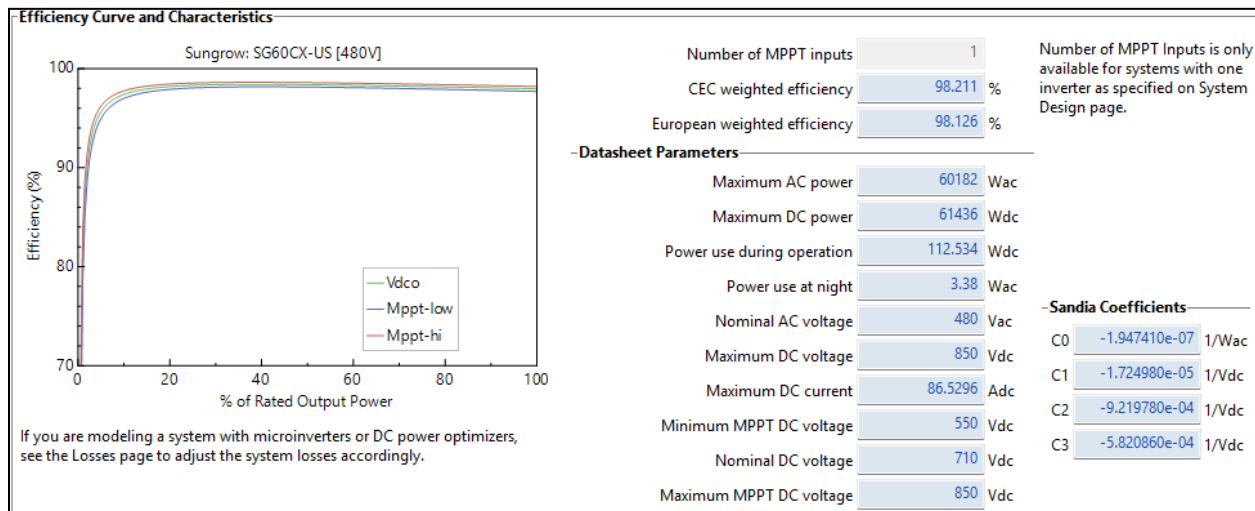 Efficiency Curve and Characteristics
Sungrow: SG60CX-US [480V]
100
90
80
70
Efficiency (%)
Vdco
Mppt-low
Mppt-hi
0 20 40 60 80 100
% of Rated Output Power
If you are modeling a system with microinverters or DC power optimizers,
see the Losses page to adjust the system losses accordingly.
Number of MPPT inputs 1
CEC weighted efficiency 98.211 %
European weighted efficiency 98.126 %
Number of MPPT Inputs is only
available for systems with one
inverter as specified on System
Design page.
Datasheet Parameters
Maximum AC power 60182 Wac
Maximum DC power 61436 Wdc
Power use during operation 112.534 Wdc
Power use at night 3.38 Wac
Nominal AC voltage 480 Vac
Maximum DC voltage 850 Vdc
Maximum DC current 86.5296 Adc
Minimum MPPT DC voltage 550 Vdc
Nominal DC voltage 710 Vdc
Maximum MPPT DC voltage 850 Vdc
Sandia Coefficients
C0 -1.947410e-07 1/Wac
C1 -1.724980e-05 1/Vdc
C2 -9.219780e-04 1/Vdc
C3 -5.820860e-04 1/Vdc